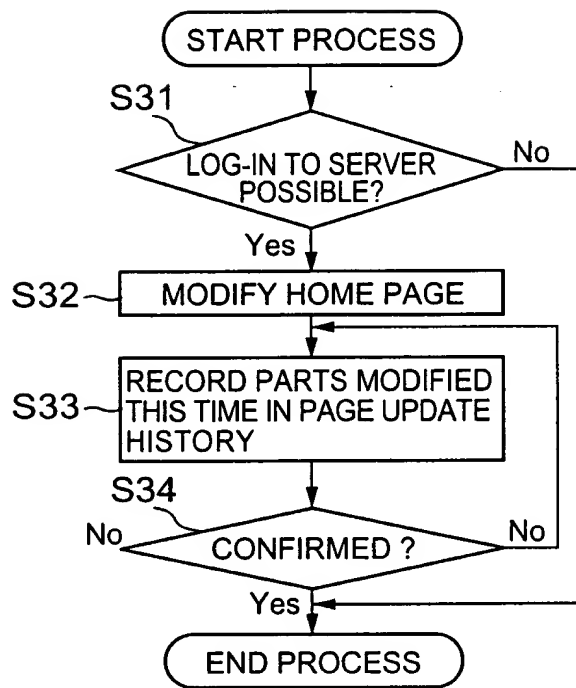 START PROCESS
S31
LOG-IN TO SERVER
POSSIBLE?
No
Yes
S32
MODIFY HOME PAGE
S33
RECORD PARTS MODIFIED
THIS TIME IN PAGE UPDATE
HISTORY
S34
No
CONFIRMED ?
No
Yes
END PROCESS